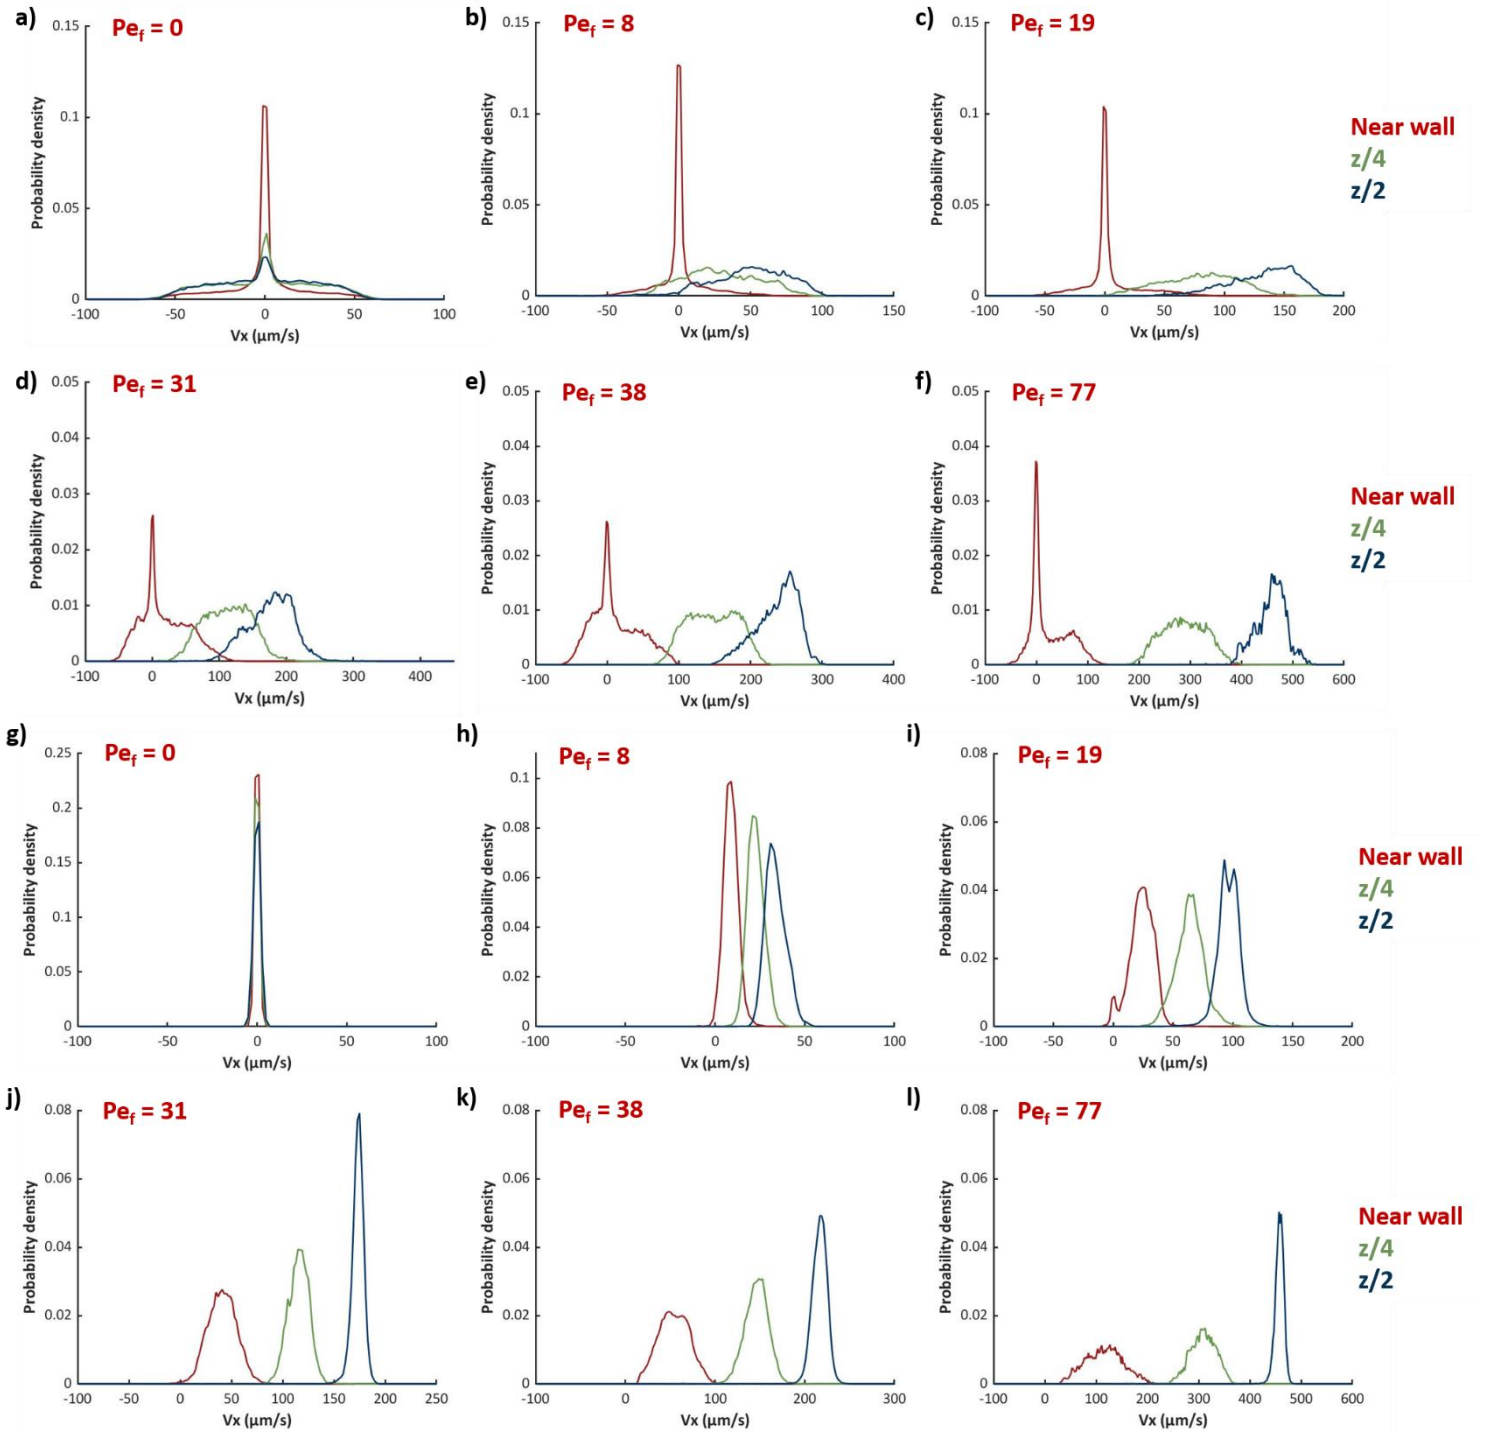 a)
Pef = 0
Probability density
0.15
0.1
0.05
0
-100 -50 0 50 100
Vx (µm/s)
b)
Pef = 8
Probability density
0.15
0.1
0.05
0
-100 -50 0 50 100 150
Vx (µm/s)
c)
Pef = 19
Probability density
0.15
0.1
0.05
0
-100 -50 0 50 100 150 200
Vx (µm/s)
Near wall
z/4
z/2
d)
Pef = 31
Probability density
0.05
0.04
0.03
0.02
0.01
0
-100 0 100 200 300 400
Vx (µm/s)
e)
Pef = 38
Probability density
0.05
0.04
0.03
0.02
0.01
0
-100 0 100 200 300 400
Vx (µm/s)
f)
Pef = 77
Probability density
0.05
0.04
0.03
0.02
0.01
0
-100 0 100 200 300 400 500 600
Vx (µm/s)
Near wall
z/4
z/2
g)
Pef = 0
Probability density
0.25
0.2
0.15
0.1
0.05
0
-100 -50 0 50 100
Vx (µm/s)
h)
Pef = 8
Probability density
0.1
0.08
0.06
0.04
0.02
0
-100 -50 0 50 100
Vx (µm/s)
i)
Pef = 19
Probability density
0.08
0.06
0.04
0.02
0
-100 -50 0 50 100 150 200
Vx (µm/s)
Near wall
z/4
z/2
j)
Pef = 31
Probability density
0.08
0.06
0.04
0.02
0
-100 -50 0 50 100 150 200 250
Vx (µm/s)
k)
Pef = 38
Probability density
0.08
0.06
0.04
0.02
0
-100 0 100 200 300
Vx (µm/s)
l)
Pef = 77
Probability density
0.08
0.06
0.04
0.02
0
-100 0 100 200 300 400 500 600
Vx (µm/s)
Near wall
z/4
z/2